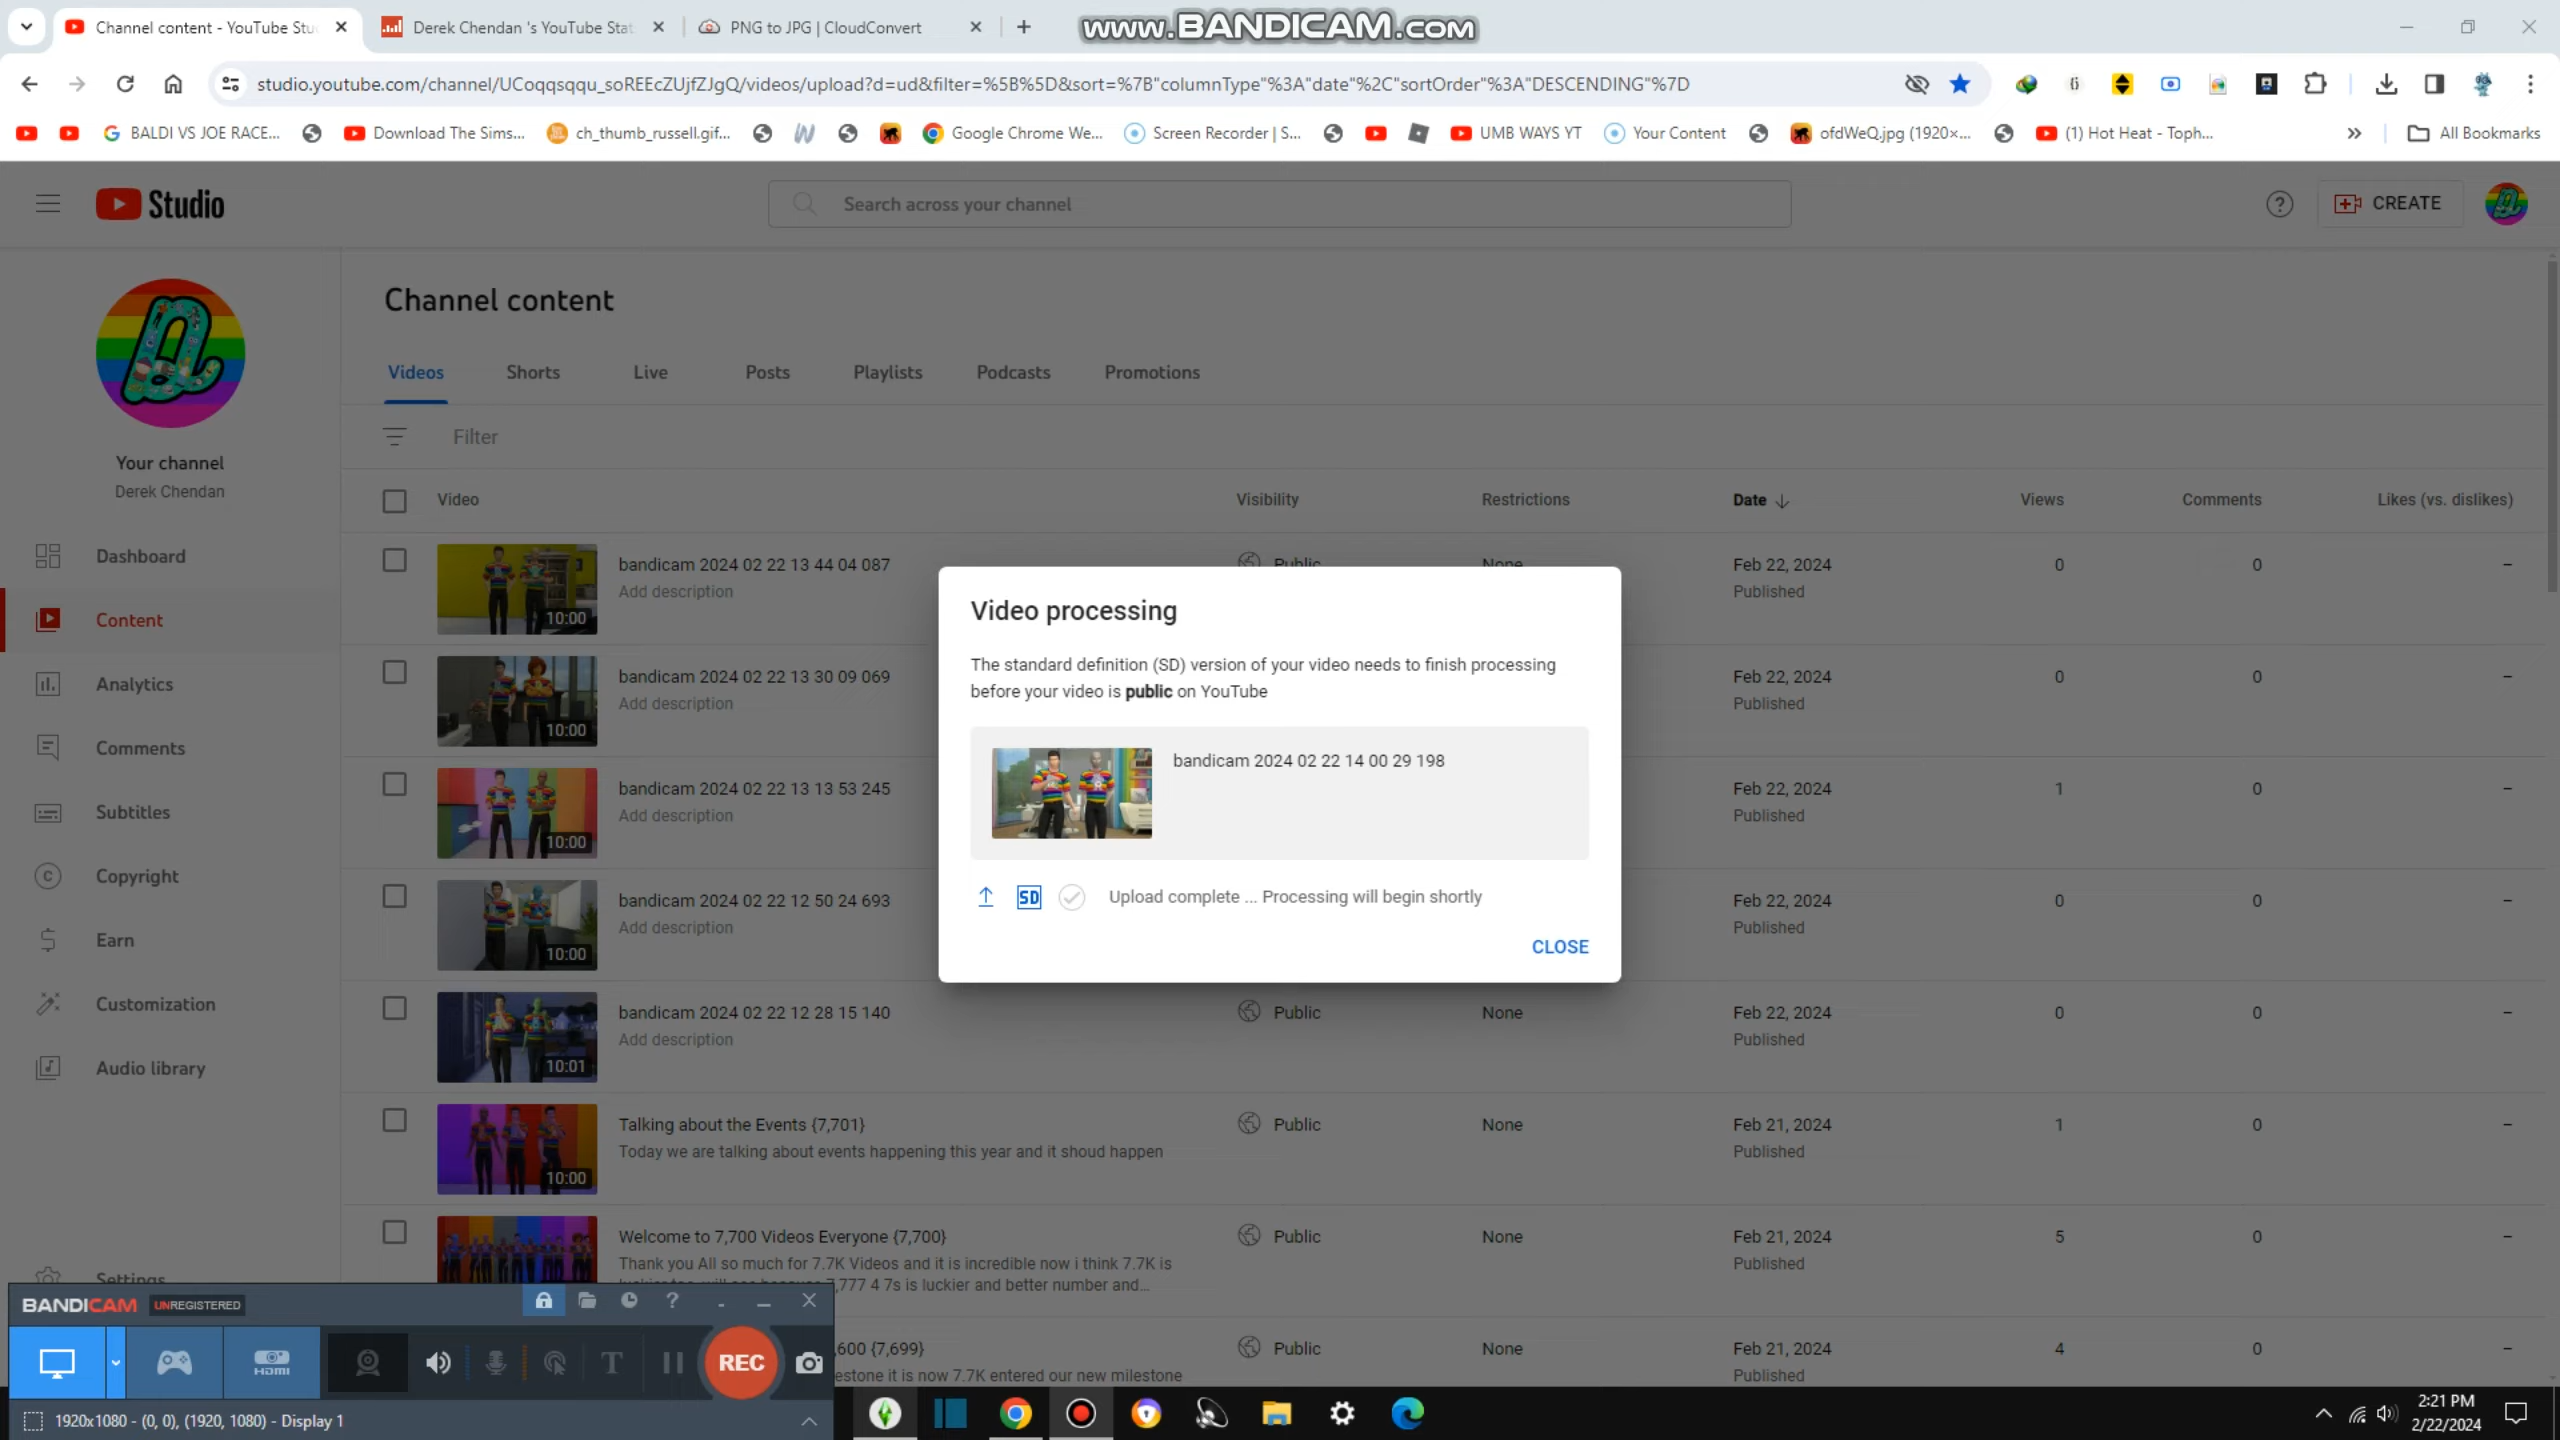 Channel content - YouTube Stu
Derek Chendan 's YouTube Stat
PNG to JPG | CloudConvert
www.BANDICAM.com
studio.youtube.com/channel/UCoqqsqqu_soREEcZUjfZJgQ/videos/upload?d=ud&filter=%5B%5D&sort=%7B"columnType"%3A"date"%2C"sortOrder"%3A"DESCENDING"%7D
BALDI VS JOE RACE...
Download The Sims...
ch_thumb_russell.gif...
Google Chrome We...
Screen Recorder | S...
UMB WAYS YT
Your Content
ofdWeQ.jpg (1920×...
(1) Hot Heat - Toph...
All Bookmarks
Studio
Search across your channel
CREATE
Channel content
Videos Shorts Live Posts Playlists Podcasts Promotions
Filter
Your channel
Derek Chendan
Dashboard
Content
Analytics
Comments
Subtitles
Copyright
Earn
Customization
Audio library
Settings
Video Visibility Restrictions Date Views Comments Likes (vs. dislikes)
bandicam 2024 02 22 13 44 04 087 Public None Feb 22, 2024 0 0 –
10:00 Add description Published
bandicam 2024 02 22 13 30 09 069 Feb 22, 2024 0 0 –
10:00 Add description Published
bandicam 2024 02 22 13 13 53 245 Feb 22, 2024 1 0 –
10:00 Add description Published
bandicam 2024 02 22 12 50 24 693 Feb 22, 2024 0 0 –
10:00 Add description Published
bandicam 2024 02 22 12 28 15 140 Public None Feb 22, 2024 0 0 –
10:01 Add description Published
Talking about the Events {7,701} Public None Feb 21, 2024 1 0 –
10:00 Today we are talking about events happening this year and it shoud happen Published
Welcome to 7,700 Videos Everyone {7,700} Public None Feb 21, 2024 5 0 –
Thank you All so much for 7.7K Videos and it is incredible now i think 7.7K is Published
7,777 4 7s is luckier and better number and...
,600 {7,699} Public None Feb 21, 2024 4 0 –
estone it is now 7.7K entered our new milestone Published
Video processing
The standard definition (SD) version of your video needs to finish processing
before your video is public on YouTube
bandicam 2024 02 22 14 00 29 198
SD Upload complete ... Processing will begin shortly
CLOSE
BANDICAM UNREGISTERED
HDMI
T
REC
1920x1080 - (0, 0), (1920, 1080) - Display 1
2:21 PM
2/22/2024